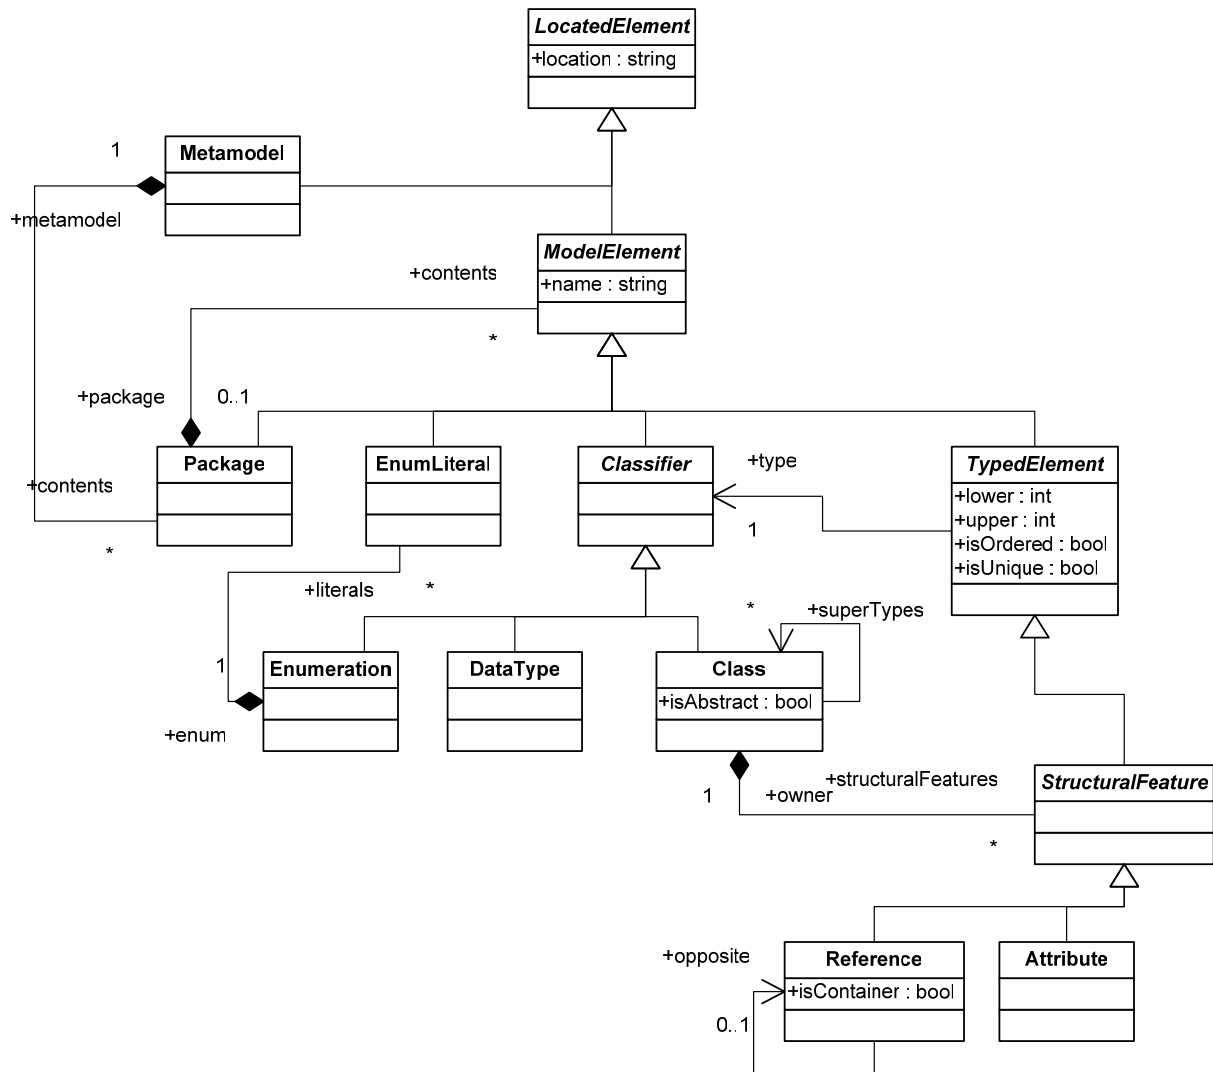 LocatedElement
+location : string
1
Metamodel
+metamodel
ModelElement
+contents
+name : string
*
+package
0..1
Package
EnumLiteral
Classifier
+type
TypedElement
+contents
+lower : int
+upper : int
1
+isOrdered : bool
*
+isUnique : bool
+literals
*
*
+superTypes
1
Enumeration
DataType
Class
+isAbstract : bool
+enum
+structuralFeatures
StructuralFeature
1
+owner
*
+opposite
Reference
Attribute
+isContainer : bool
0..1